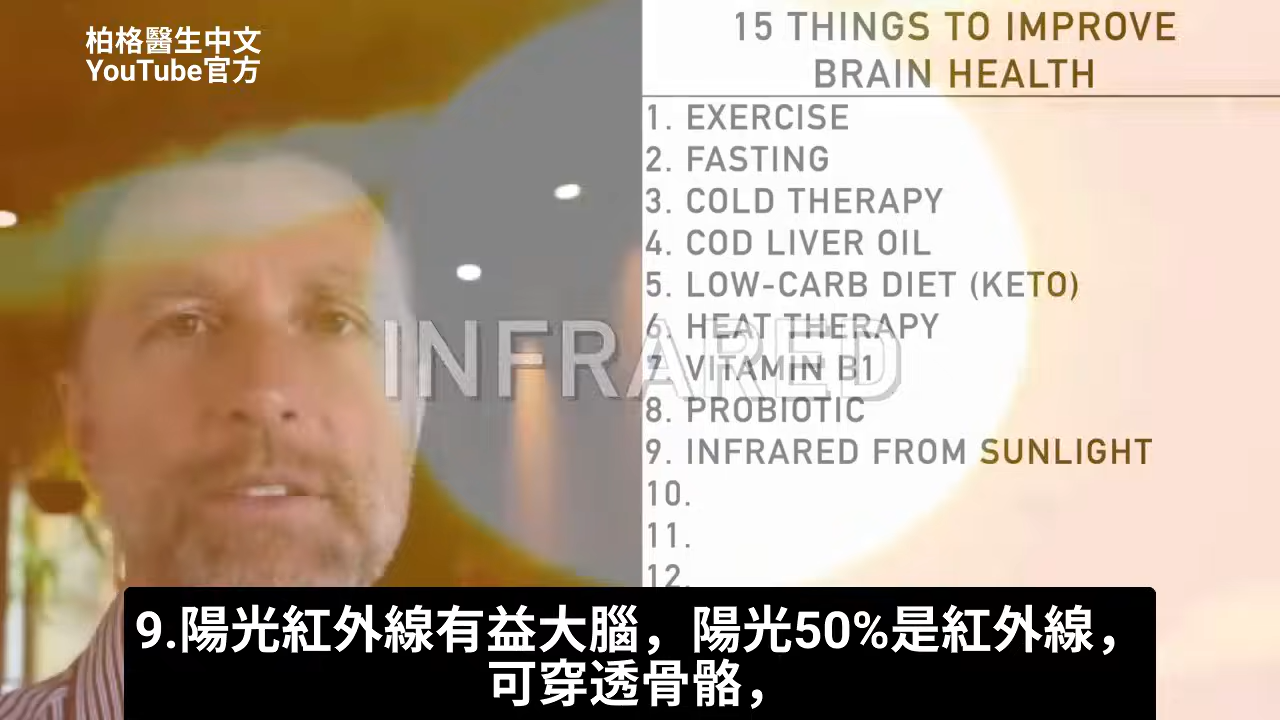 柏格醫生中文
YouTube官方
15 THINGS TO IMPROVE
BRAIN HEALTH
1. EXERCISE
2. FASTING
3. COLD THERAPY
4. COD LIVER OIL
5. LOW-CARB DIET (KETO)
6. HEAT THERAPY
INFRARED
7. VITAMIN B1
8. PROBIOTIC
9. INFRARED FROM SUNLIGHT
10.
11.
12.
9.陽光紅外線有益大腦，陽光50%是紅外線，
可穿透骨骼，